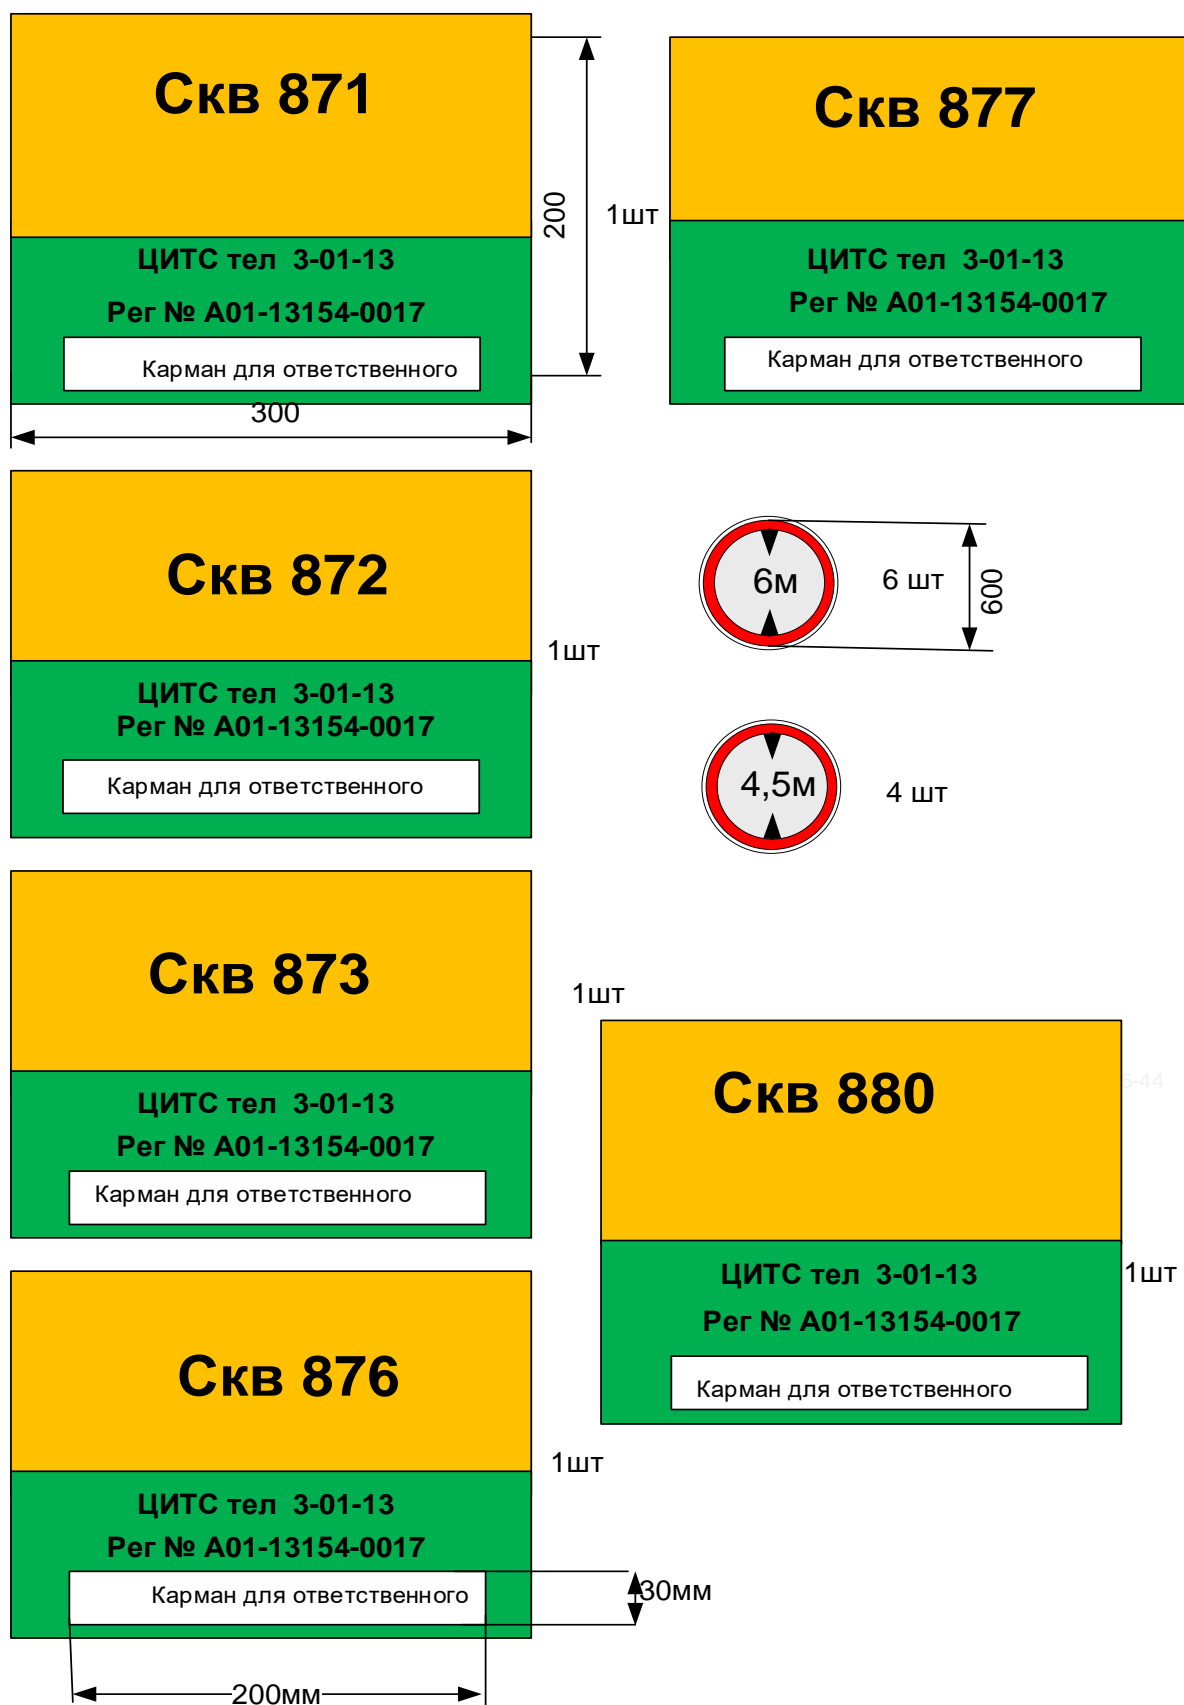 Скв 871
ЦИТС тел  3-01-13
Рег № А01-13154-0017
Карман для ответственного
300
200
1шт
Скв 877
ЦИТС тел  3-01-13
Рег № А01-13154-0017
Карман для ответственного
Скв 872
ЦИТС тел  3-01-13
Рег № А01-13154-0017
Карман для ответственного
1шт
6м
6 шт
600
4,5м
4 шт
Скв 873
ЦИТС тел  3-01-13
Рег № А01-13154-0017
Карман для ответственного
1шт
Скв 880
ЦИТС тел  3-01-13
Рег № А01-13154-0017
Карман для ответственного
1шт
Скв 876
ЦИТС тел  3-01-13
Рег № А01-13154-0017
Карман для ответственного
1шт
30мм
200мм